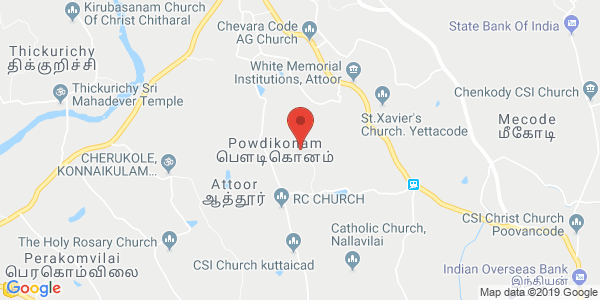 Kirubasanam Church
Of Christ Chitharal
Chevara Code
AG Church
State Bank Of India
Thickurichy
திக்குறிச்சி
White Memorial
Institutions, Attoor
Thickurichy Sri
Mahadever Temple
Chenkody CSI Church
St.Xavier's
Church. Yettacode
Mecode
மீகோடி
Powdikonam
பௌடிகொனம்
CHERUKOLE,
KONNAIKULAM...
Attoor
ஆத்தூர்
RC CHURCH
CSI Christ Church
Poovancode
Catholic Church,
Nallavilai
The Holy Rosary Church
Perakomvilai
பெரகொம்விலை
CSI Church kuttaicad
Indian Overseas Bank
இந்தியன்
Google
Map data ©2019 Google